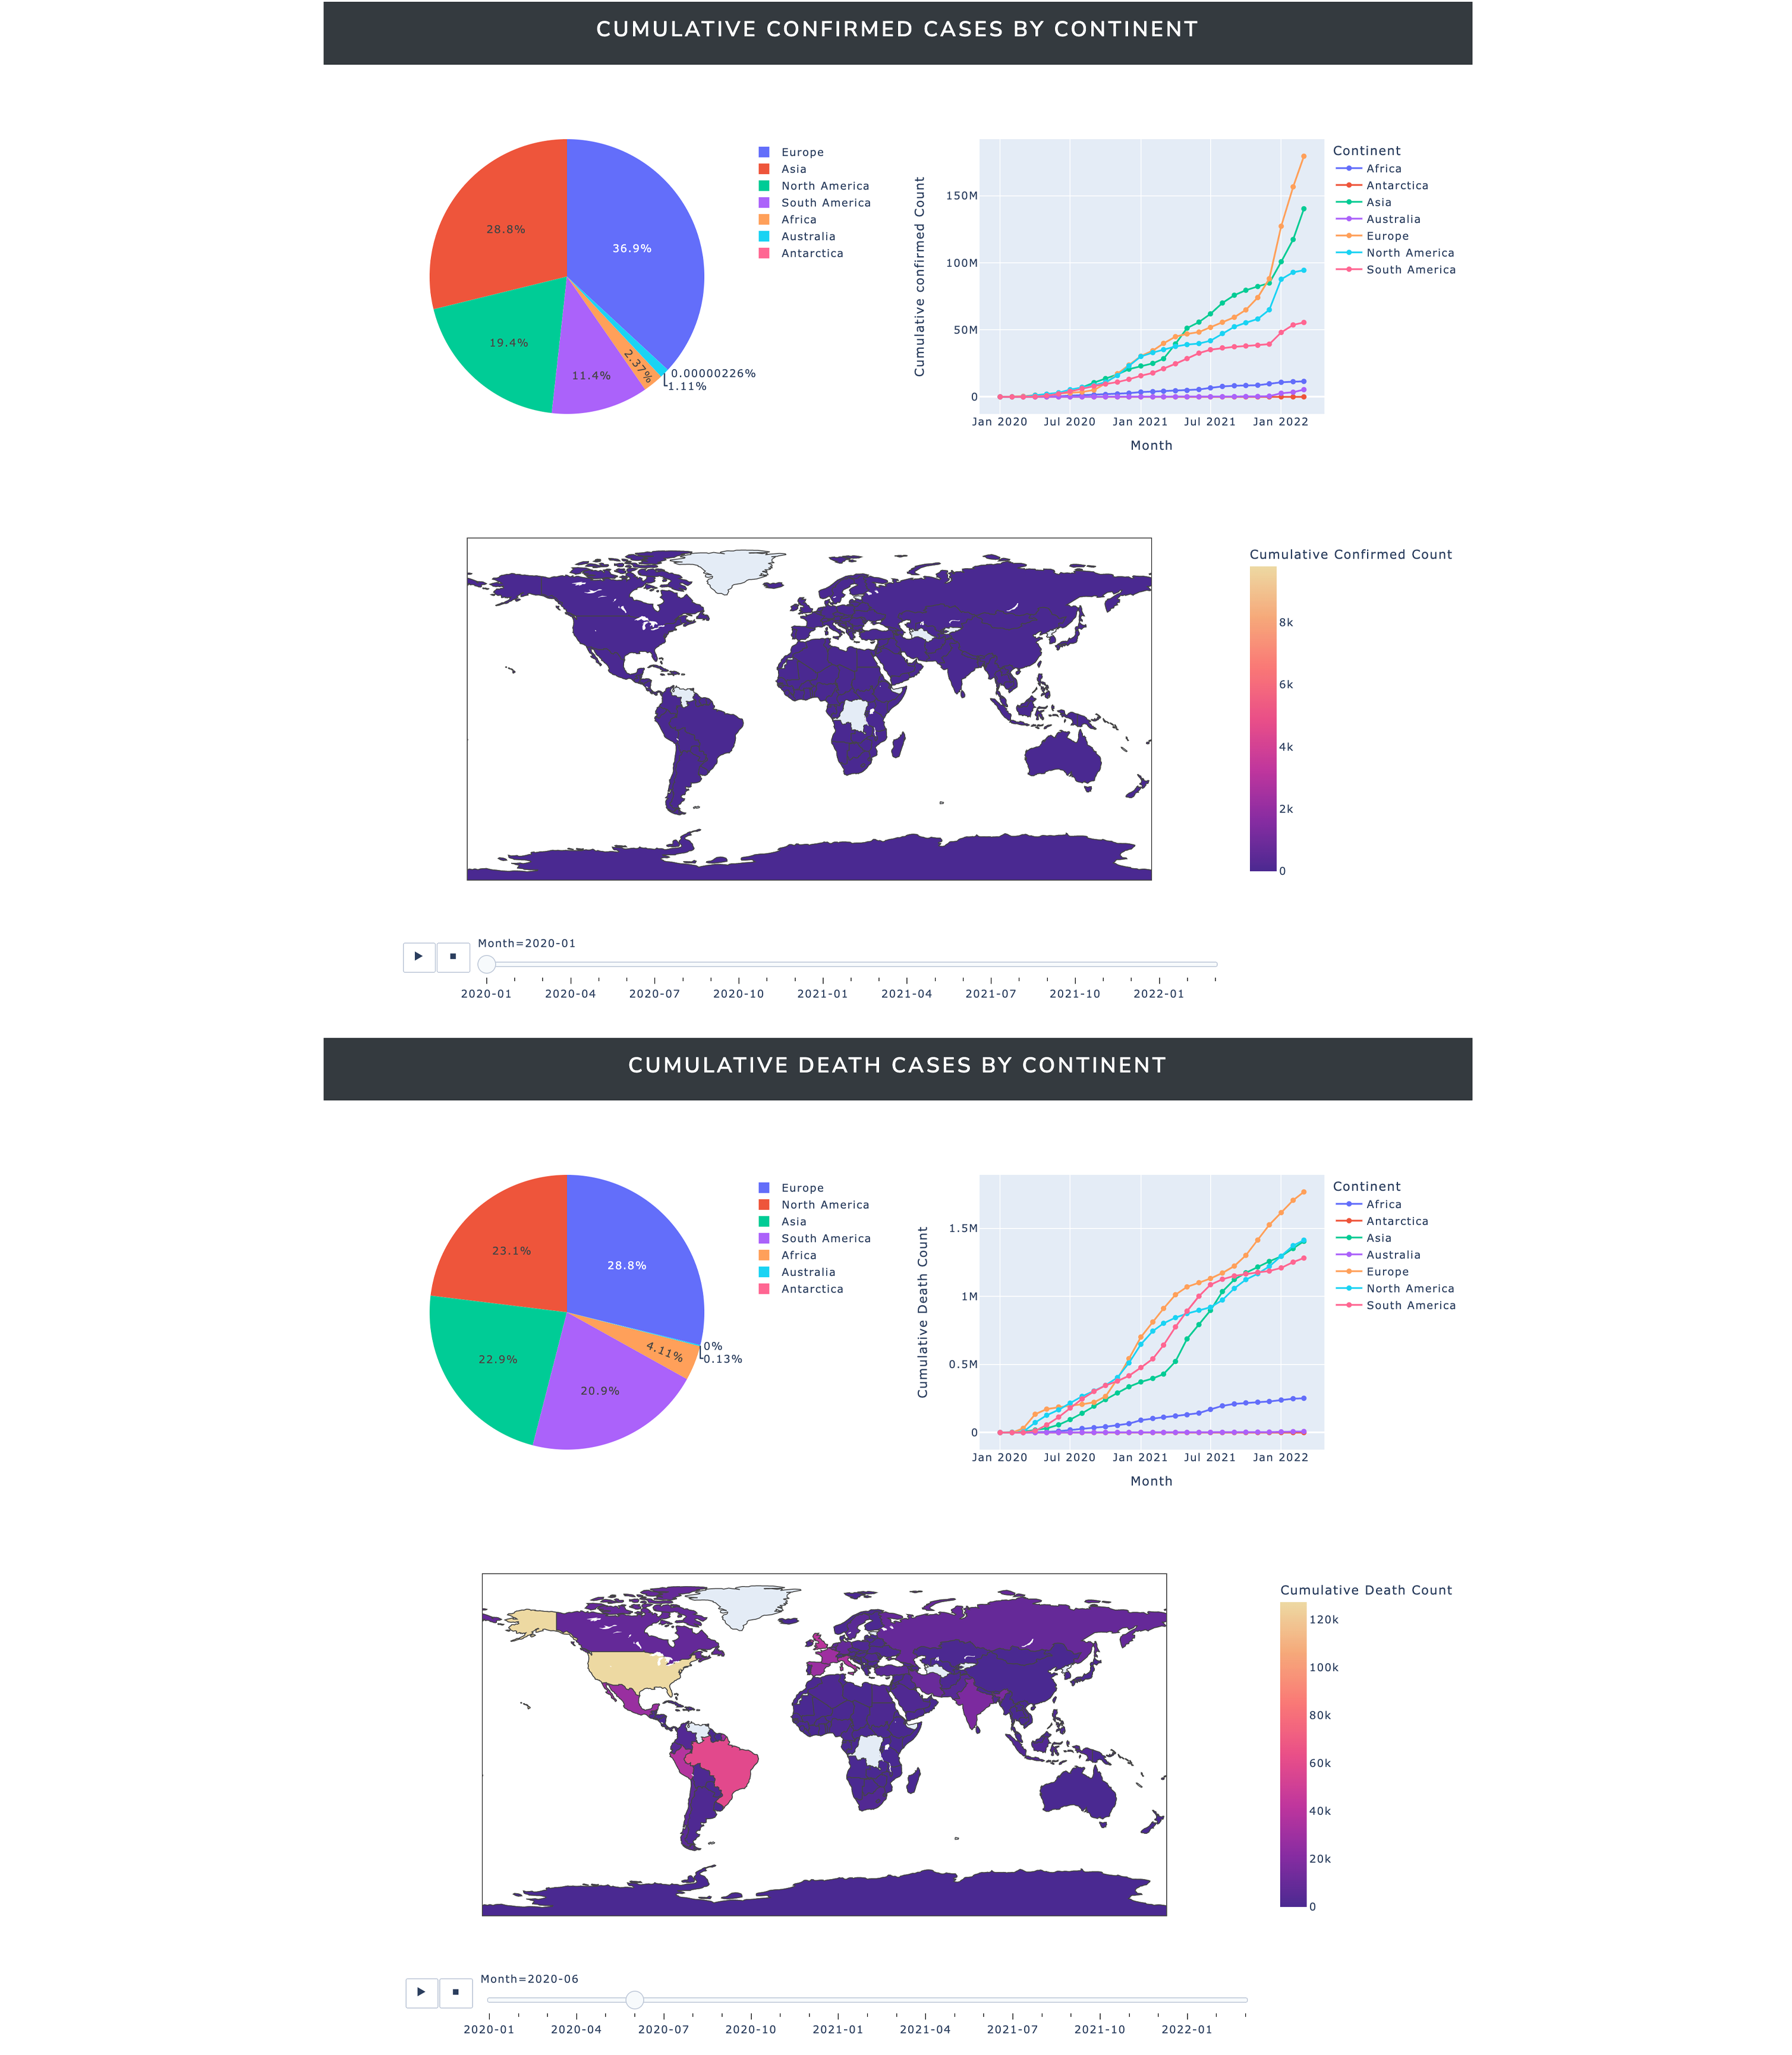 CUMULATIVE CONFIRMED CASES BY CONTINENT
36.9%
28.8%
19.4%
11.4%
2.37%
0.00000226%
1.11%
Europe
Asia
North America
South America
Africa
Australia
Antarctica
Cumulative confirmed Count
150M
100M
50M
0
Jan 2020 Jul 2020 Jan 2021 Jul 2021 Jan 2022
Month
Continent
Africa
Antarctica
Asia
Australia
Europe
North America
South America
Cumulative Confirmed Count
8k
6k
4k
2k
0
Month=2020-01
2020-01 2020-04 2020-07 2020-10 2021-01 2021-04 2021-07 2021-10 2022-01
CUMULATIVE DEATH CASES BY CONTINENT
28.8%
23.1%
22.9%
20.9%
4.11%
0%
0.13%
Europe
North America
Asia
South America
Africa
Australia
Antarctica
Cumulative Death Count
1.5M
1M
0.5M
0
Jan 2020 Jul 2020 Jan 2021 Jul 2021 Jan 2022
Month
Continent
Africa
Antarctica
Asia
Australia
Europe
North America
South America
Cumulative Death Count
120k
100k
80k
60k
40k
20k
0
Month=2020-06
2020-01 2020-04 2020-07 2020-10 2021-01 2021-04 2021-07 2021-10 2022-01